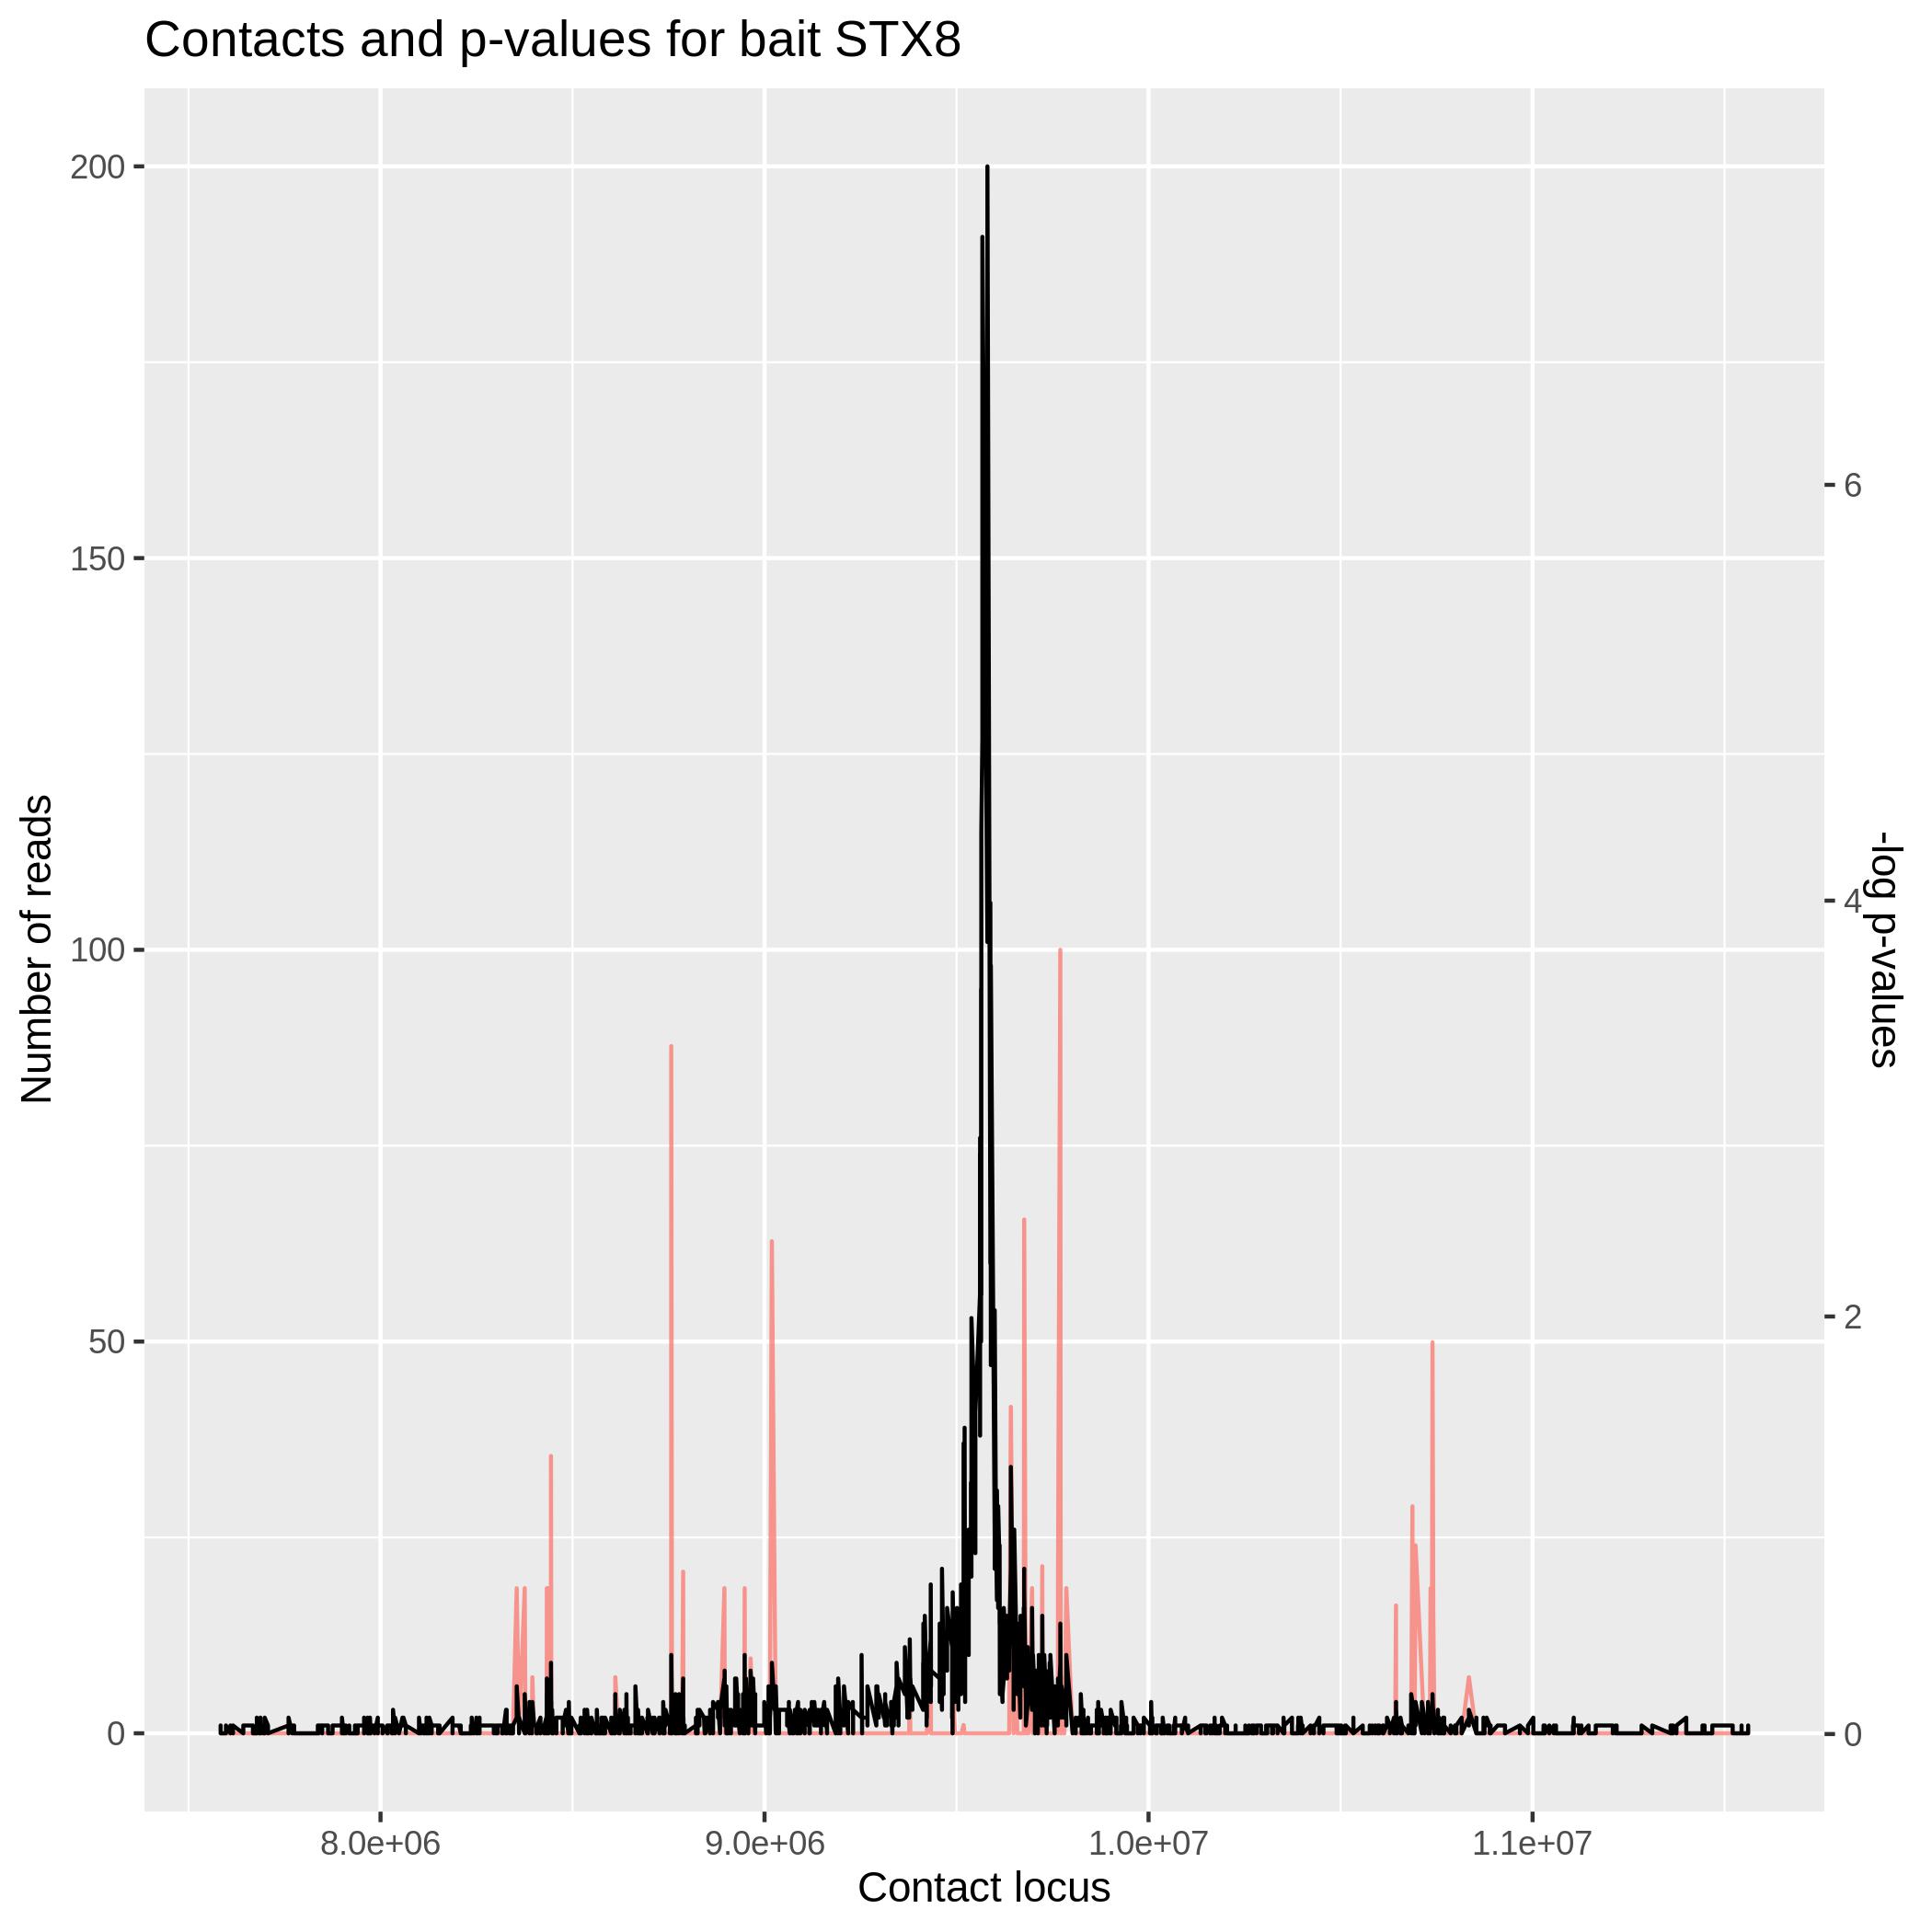 Contacts and p-values for bait STX8
200
150
100
50
0
Number of reads
6
4
2
0
-log p-values
8.0e+06
9.0e+06
1.0e+07
1.1e+07
Contact locus